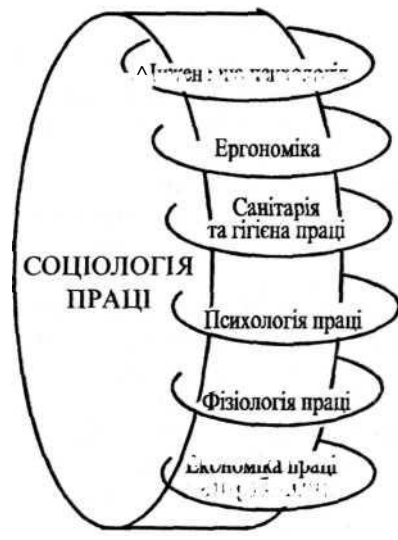 Ергономіка
Санітарія
та гігієна праці
СОЦІОЛОГІЯ
ПРАЦІ
Психологія праці
Фізіологія праці
Економіка праці